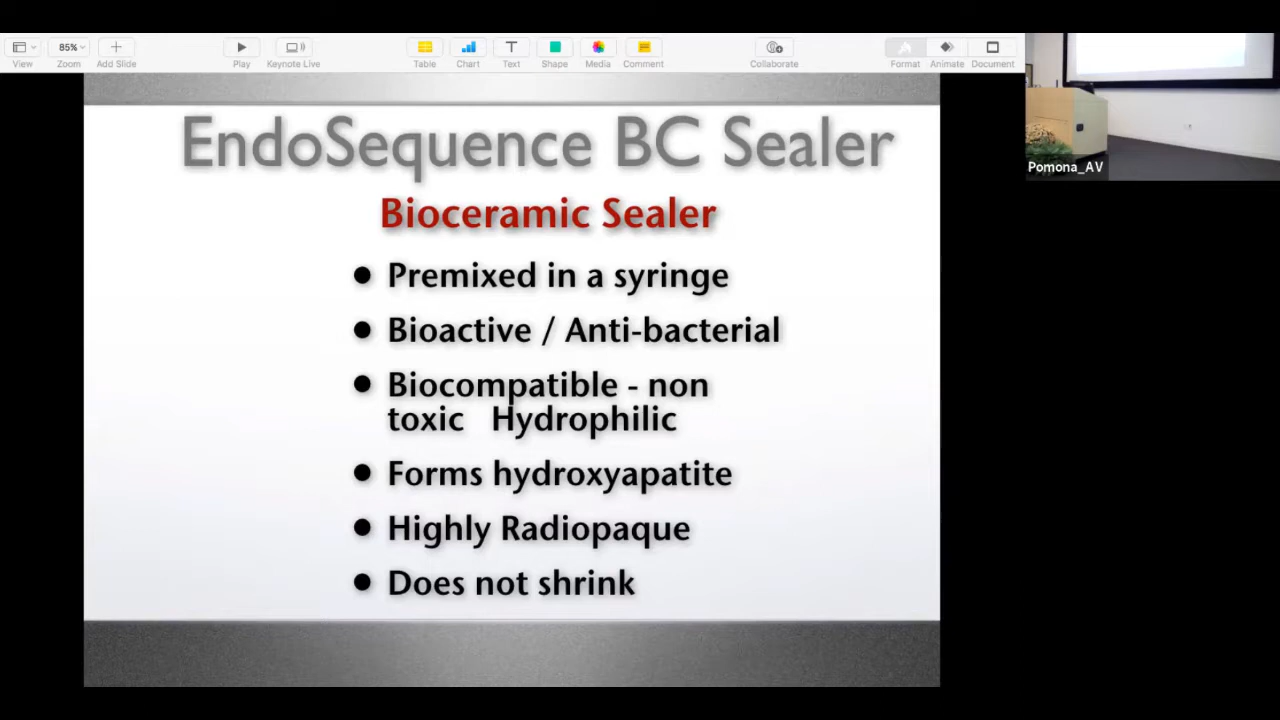 85%
View
Zoom
Add Slide
Play
Keynote Live
Table
Chart
Text
Shape
Media
Comment
Collaborate
Format
Animate
Document
EndoSequence BC Sealer
Bioceramic Sealer
• Premixed in a syringe
• Bioactive / Anti-bacterial
• Biocompatible - non
toxic Hydrophilic
• Forms hydroxyapatite
• Highly Radiopaque
• Does not shrink
Pomona_AV